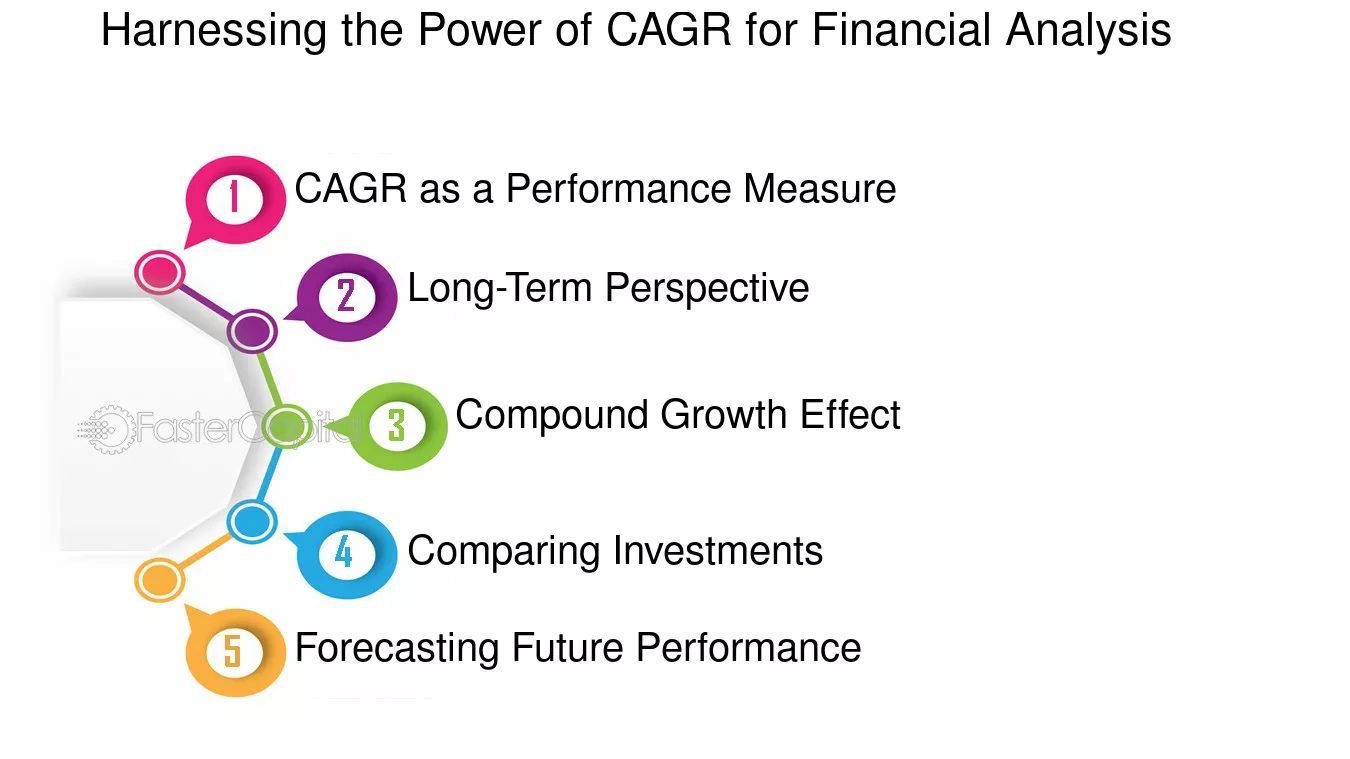 Harnessing the Power of CAGR for Financial Analysis
1 CAGR as a Performance Measure
2 Long-Term Perspective
FasterCapital
3 Compound Growth Effect
4 Comparing Investments
5 Forecasting Future Performance